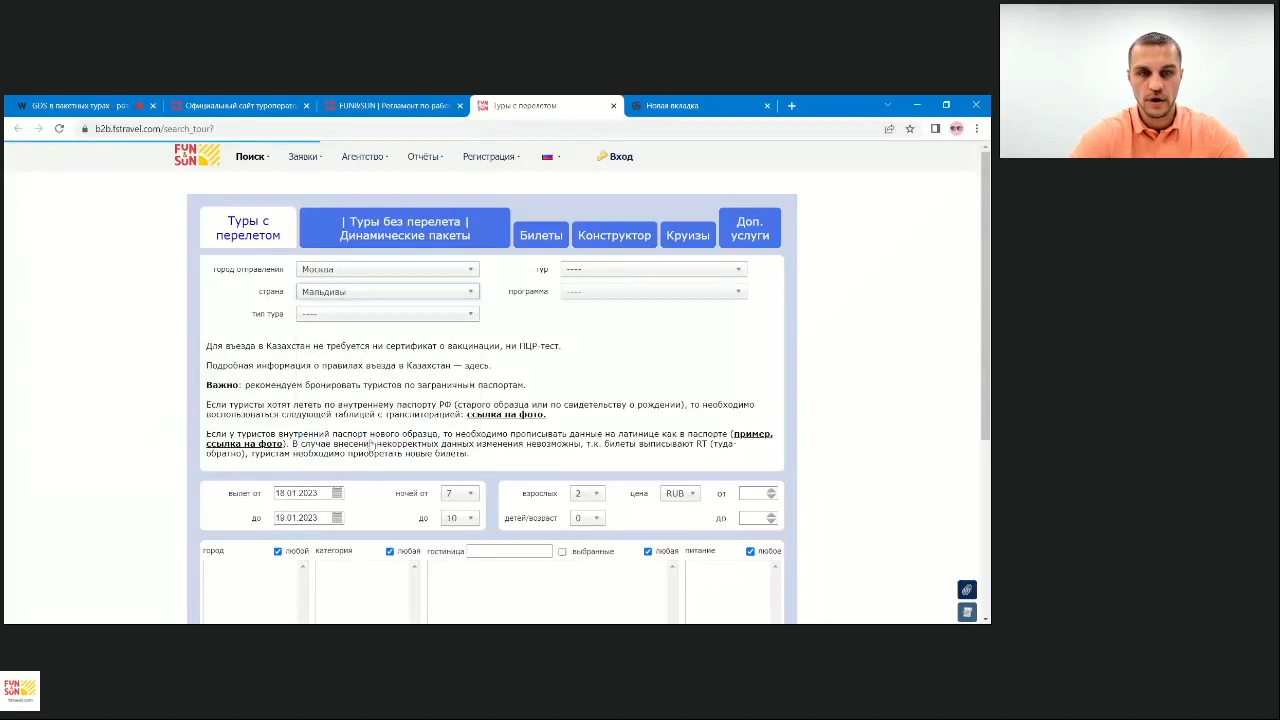 GDS в пакетных турах - раз
Официальный сайт туроперато
FUN&SUN | Регламент по рабо
Туры с перелетом
Новая вкладка
b2b.fstravel.com/search_tour?
FUN & SUN
Поиск
Заявки
Агентство
Отчёты
Регистрация
Вход
Туры с перелетом
| Туры без перелета |
Динамические пакеты
Билеты
Конструктор
Круизы
Доп. услуги
город отправления Москва тур ----
страна Мальдивы программа ----
тип тура ----
Для въезда в Казахстан не требуется ни сертификат о вакцинации, ни ПЦР-тест.
Подробная информация о правилах въезда в Казахстан — здесь.
Важно: рекомендуем бронировать туристов по заграничным паспортам.
Если туристы хотят лететь по внутреннему паспорту РФ (старого образца или по свидетельству о рождении), то необходимо
воспользоваться следующей таблицей с транслитерацией: ссылка на фото.
Если у туристов внутренний паспорт нового образца, то необходимо прописывать данные на латинице как в паспорте (пример,
ссылка на фото). В случае внесения некорректных данных изменения невозможны, т.к. билеты выписывают RT (туда-
обратно), туристам необходимо приобретать новые билеты.
вылет от 18.01.2023 ночей от 7 взрослых 2 цена RUB от
до 19.01.2023 до 10 детей/возраст 0 до
город любой категория любая гостиница выбранные любая питание любое
FUN & SUN
fstravel.com